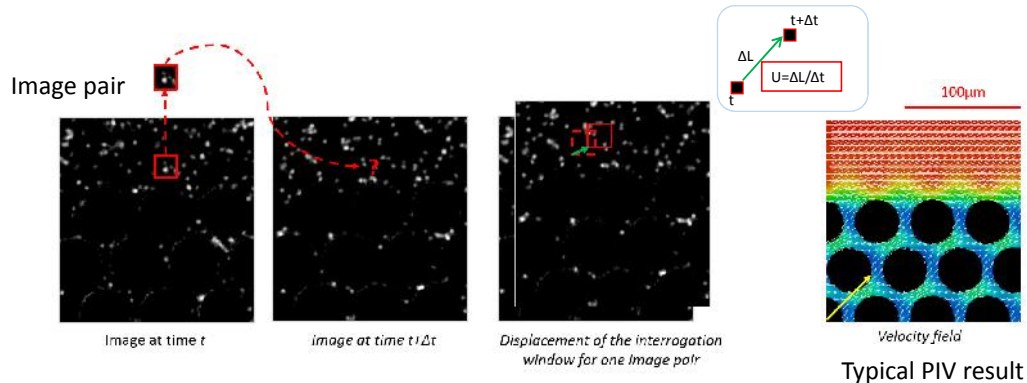 t+Δt
ΔL
U=ΔL/Δt
t
Image pair
100μm
?
Image at time t
Image at time t+Δt
Displacement of the interrogation
window for one image pair
Velocity field
Typical PIV result